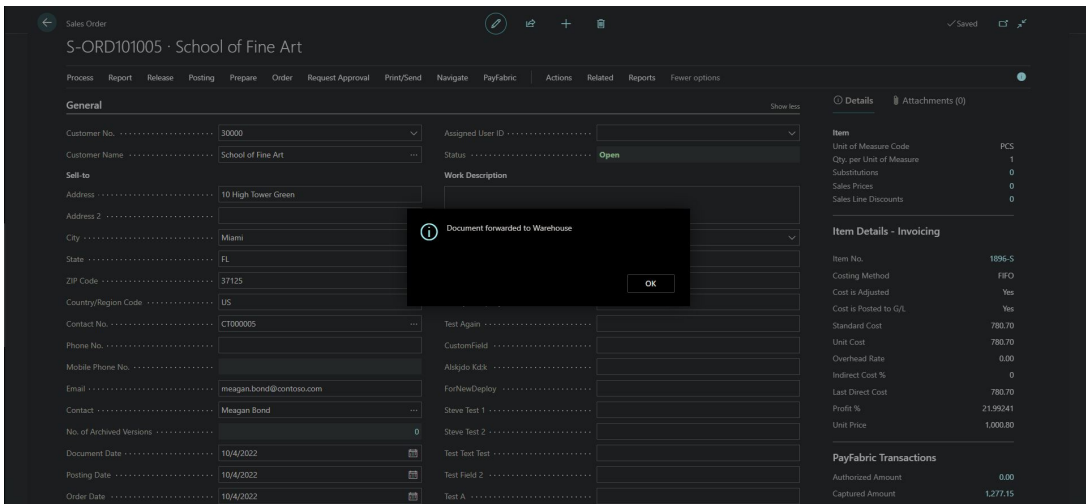 Sales Order
Saved
S-ORD101005 · School of Fine Art
Process Report Release Posting Prepare Order Request Approval Print/Send Navigate PayFabric Actions Related Reports Fewer options
General
Show less
Customer No. 30000
Customer Name School of Fine Art
Sell-to
Address 10 High Tower Green
Address 2
City Miami
State FL
ZIP Code 37125
Country/Region Code US
Contact No. CT000005
Phone No.
Mobile Phone No.
Email meagan.bond@contoso.com
Contact Meagan Bond
No. of Archived Versions 0
Document Date 10/4/2022
Posting Date 10/4/2022
Order Date 10/4/2022
Assigned User ID
Status Open
Work Description
Document forwarded to Warehouse
OK
Test Again
CustomField
Alskjdo Kd:k
ForNewDeploy
Steve Test 1
Steve Test 2
Test Text Test
Test Field 2
Test A
Details Attachments (0)
Item
Unit of Measure Code PCS
Qty. per Unit of Measure 1
Substitutions 0
Sales Prices 0
Sales Line Discounts 0
Item Details - Invoicing
Item No. 1896-S
Costing Method FIFO
Cost is Adjusted Yes
Cost is Posted to G/L Yes
Standard Cost 780.70
Unit Cost 780.70
Overhead Rate 0.00
Indirect Cost % 0
Last Direct Cost 780.70
Profit % 21.99241
Unit Price 1,000.80
PayFabric Transactions
Authorized Amount 0.00
Captured Amount 1,277.15